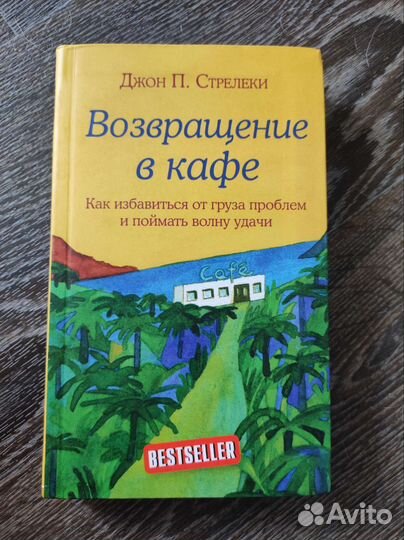 Джон П. Стрелеки
Возвращение
в кафе
Как избавиться от груза проблем
и поймать волну удачи
Café
BESTSELLER
Avito